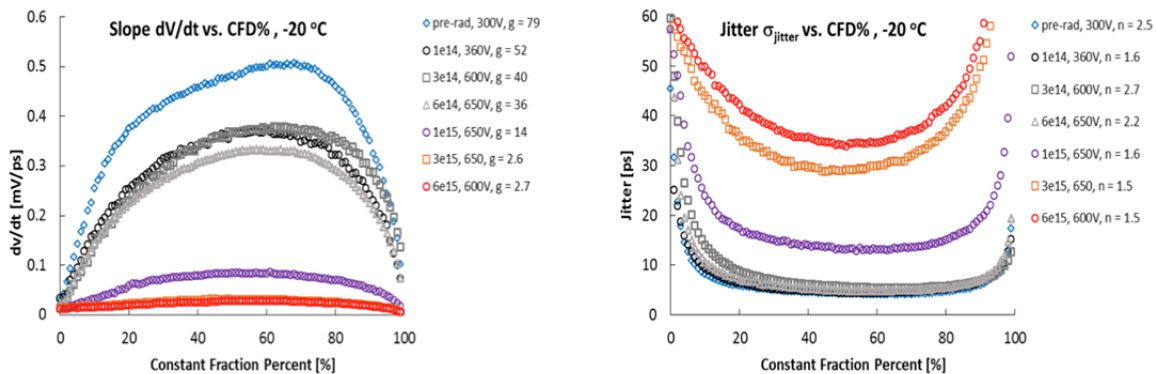 Slope dV/dt vs. CFD% , -20 ºC
dv/dt [mV/ps]
0.6
0.5
0.4
0.3
0.2
0.1
0
0 20 40 60 80 100
Constant Fraction Percent [%]
pre-rad, 300V, g = 79
1e14, 360V, g = 52
3e14, 600V, g = 40
6e14, 650V, g = 36
1e15, 650V, g = 14
3e15, 650, g = 2.6
6e15, 600V, g = 2.7
Jitter σjitter vs. CFD% , -20 ºC
Jitter [ps]
60
50
40
30
20
10
0
0 20 40 60 80 100
Constant Fraction Percent [%]
pre-rad, 300V, n = 2.5
1e14, 360V, n = 1.6
3e14, 600V, n = 2.7
6e14, 650V, n = 2.2
1e15, 650V, n = 1.6
3e15, 650, n = 1.5
6e15, 600V, n = 1.5